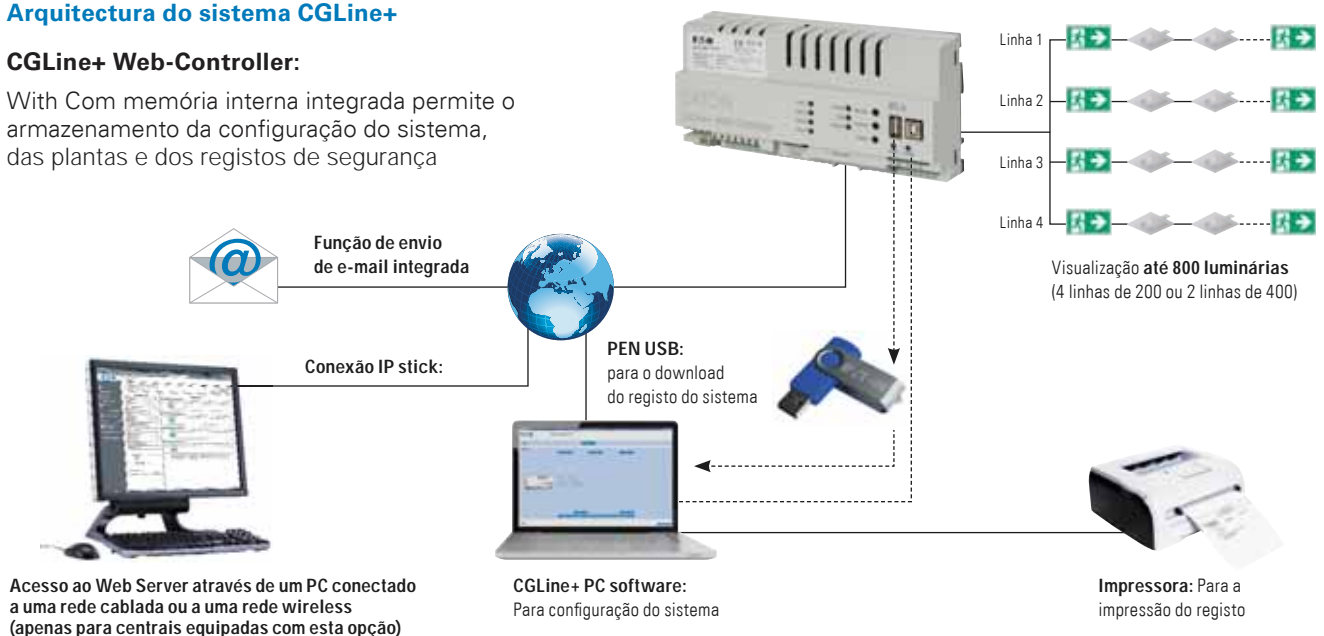 Arquitectura do sistema CGLine+
CGLine+ Web-Controller:
With Com memória interna integrada permite o
armazenamento da configuração do sistema,
das plantas e dos registos de segurança
Linha 1
Linha 2
Linha 3
Linha 4
Visualização até 800 luminárias
(4 linhas de 200 ou 2 linhas de 400)
@
Função de envio
de e-mail integrada
Conexão IP stick:
PEN USB:
para o download
do registo do sistema
Acesso ao Web Server através de um PC conectado
a uma rede cablada ou a uma rede wireless
(apenas para centrais equipadas com esta opção)
CGLine+ PC software:
Para configuração do sistema
Impressora: Para a
impressão do registo